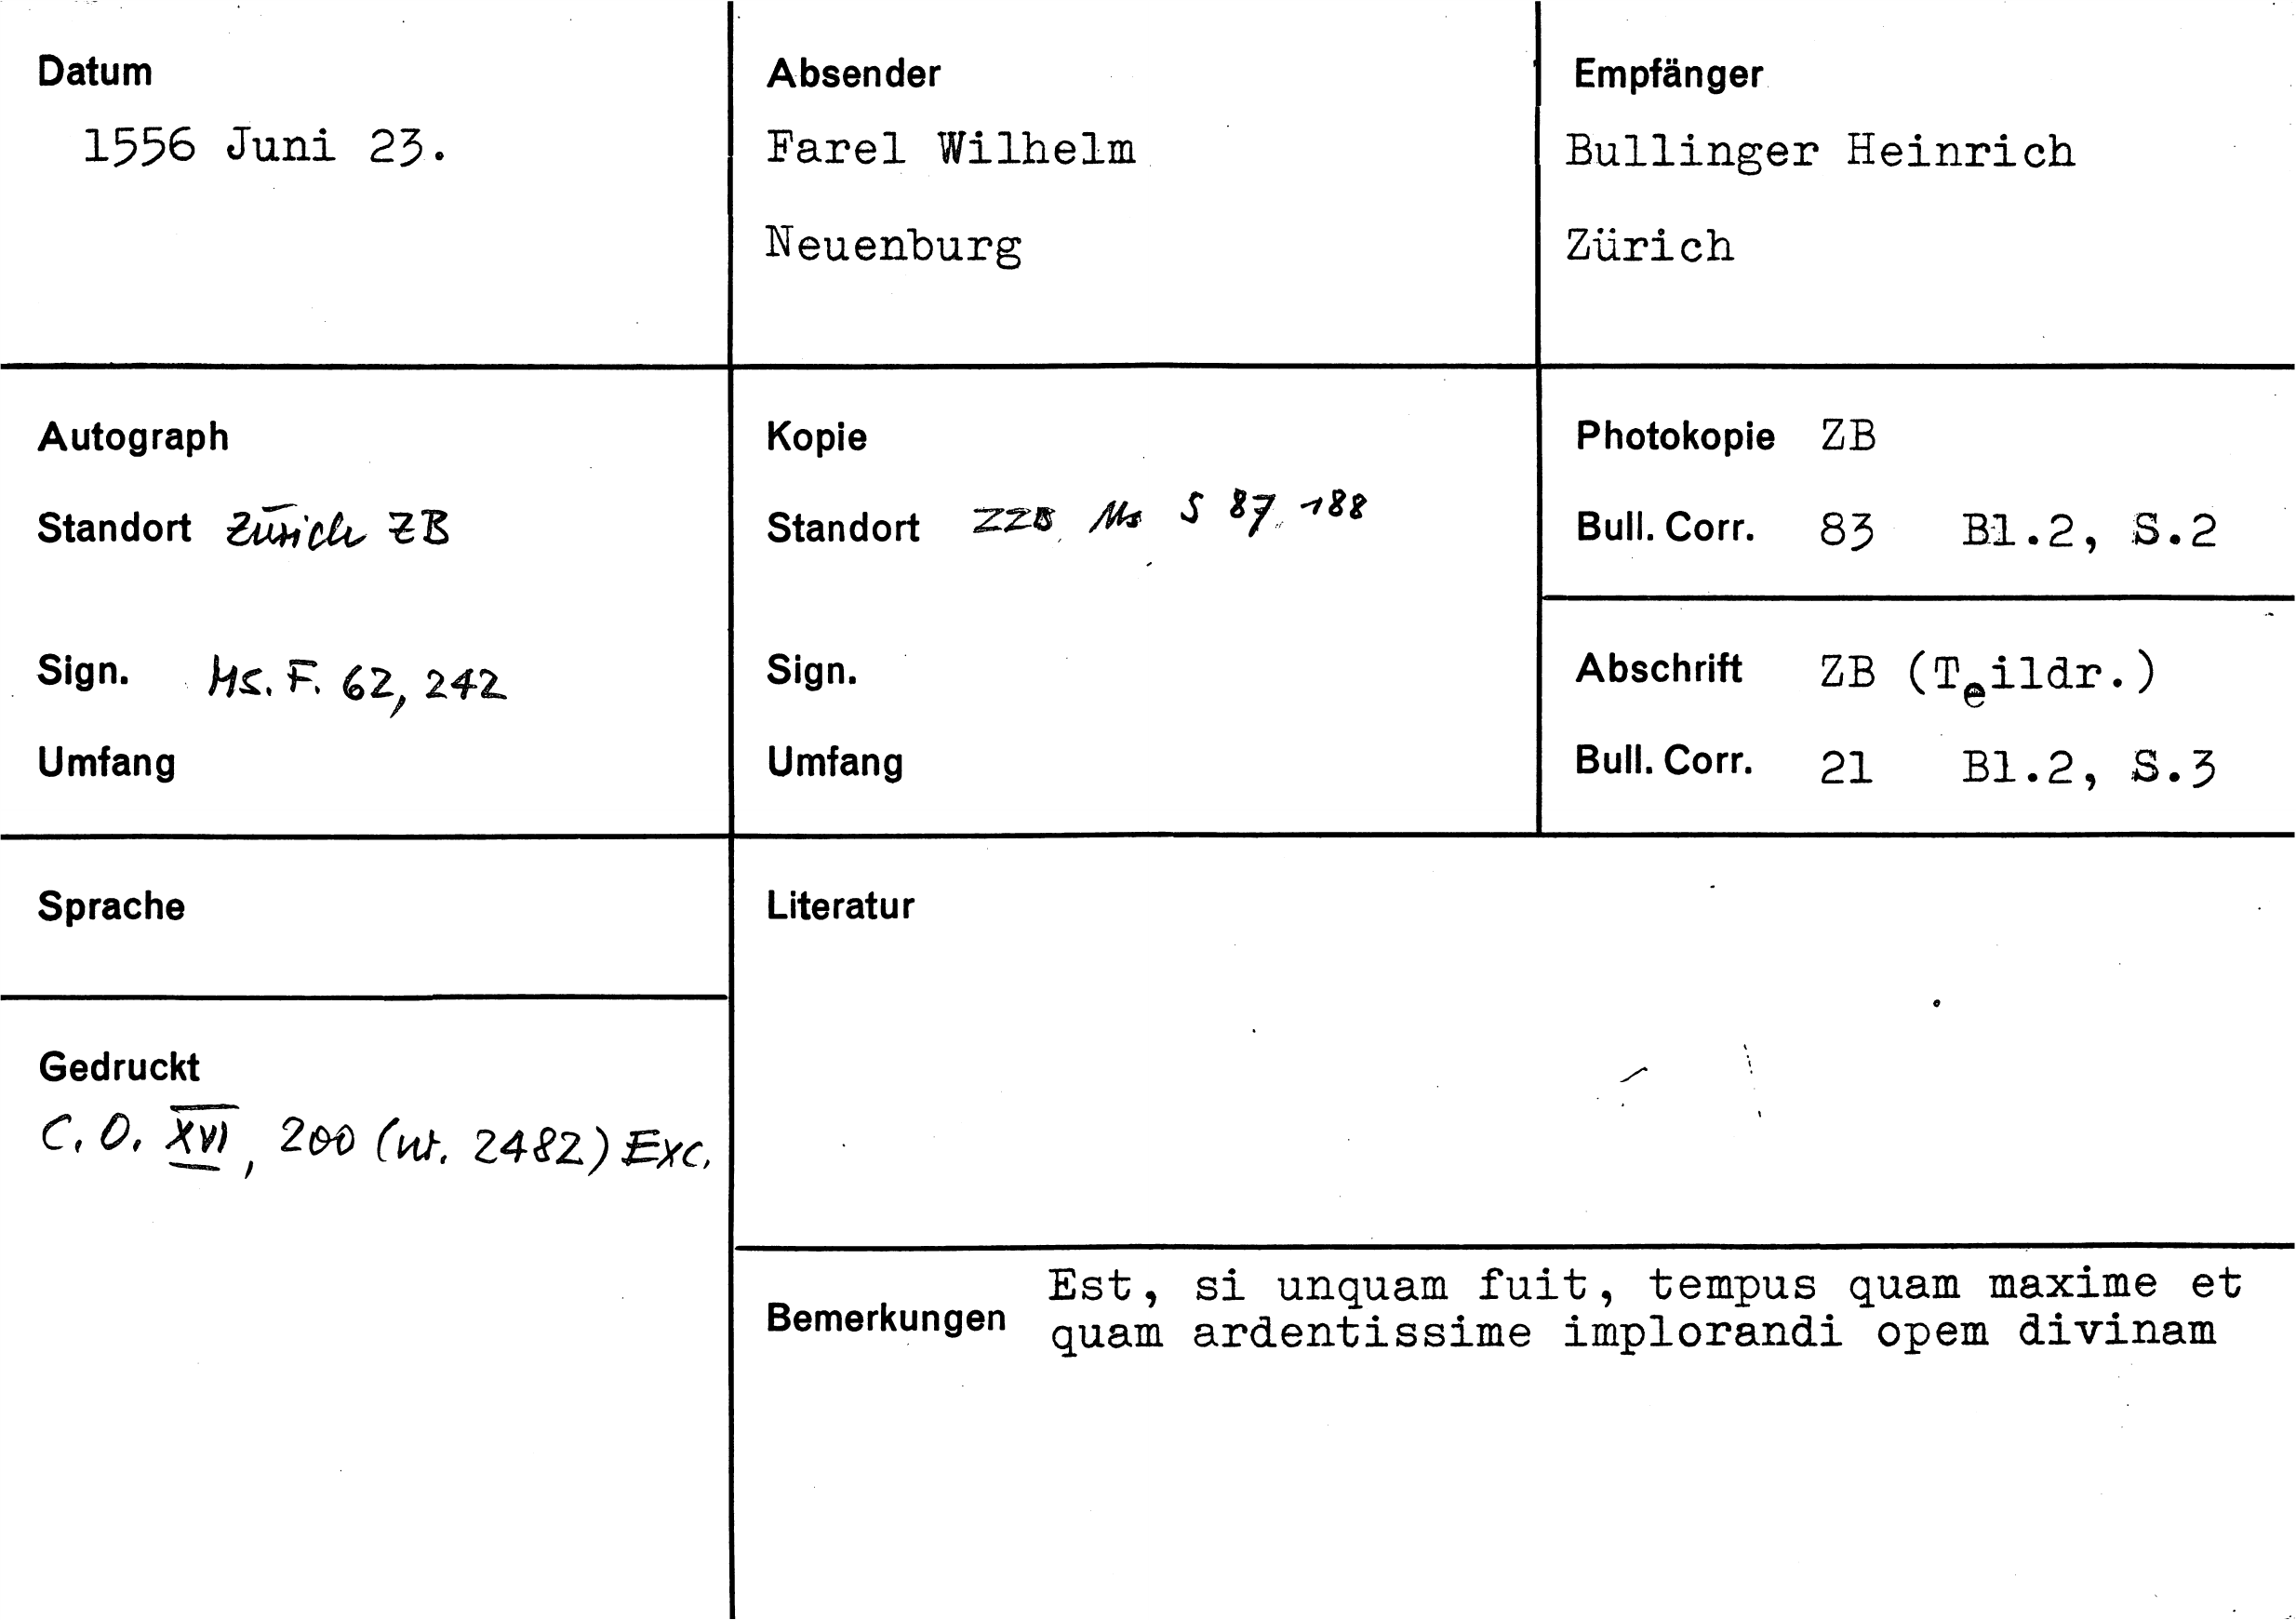 Datum
1556 Juni 23.
Absender
Farel Wilhelm
Neuenburg
Empfänger
Bullinger Heinrich
Zürich
Autograph
Standort Zürich ZB
Sign. Ms. F. 62, 242
Umfang
Kopie
Standort ZZB Ms S 87, 188
Sign.
Umfang
Photokopie ZB
Bull. Corr. 83 Bl.2, S.2
Abschrift ZB (Teildr.)
Bull. Corr. 21 Bl.2, S.3
Sprache
Gedruckt
C. O. XVI, 200 (nr. 2482) Exc.
Literatur
Bemerkungen
Est, si unquam fuit, tempus quam maxime et
quam ardentissime implorandi opem divinam